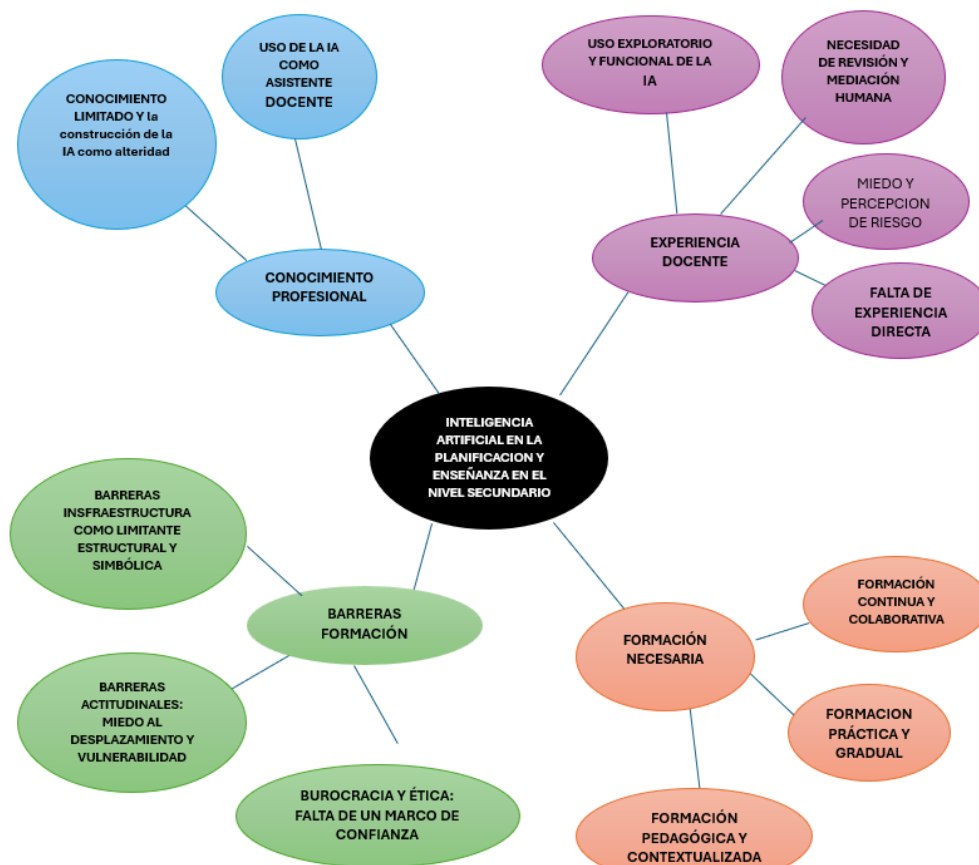 USO DE LA IA
COMO
ASISTENTE
DOCENTE
CONOCIMIENTO
LIMITADO Y la
construcción de la
IA como alteridad
CONOCIMIENTO
PROFESIONAL
USO EXPLORATORIO
Y FUNCIONAL DE LA
IA
NECESIDAD
DE REVISIÓN Y
MEDIACIÓN
HUMANA
MIEDO Y
PERCEPCION
DE RIESGO
EXPERIENCIA
DOCENTE
FALTA DE
EXPERIENCIA
DIRECTA
INTELIGENCIA
ARTIFICIAL EN LA
PLANIFICACION Y
ENSEÑANZA EN EL
NIVEL SECUNDARIO
BARRERAS
INSFRAESTRUCTURA
COMO LIMITANTE
ESTRUCTURAL Y
SIMBÓLICA
BARRERAS
FORMACIÓN
BARRERAS
ACTITUDINALES:
MIEDO AL
DESPLAZAMIENTO Y
VULNERABILIDAD
BUROCRACIA Y ÉTICA:
FALTA DE UN MARCO DE
CONFIANZA
FORMACIÓN
NECESARIA
FORMACIÓN
CONTINUA Y
COLABORATIVA
FORMACION
PRÁCTICA Y
GRADUAL
FORMACIÓN
PEDAGÓGICA Y
CONTEXTUALIZADA